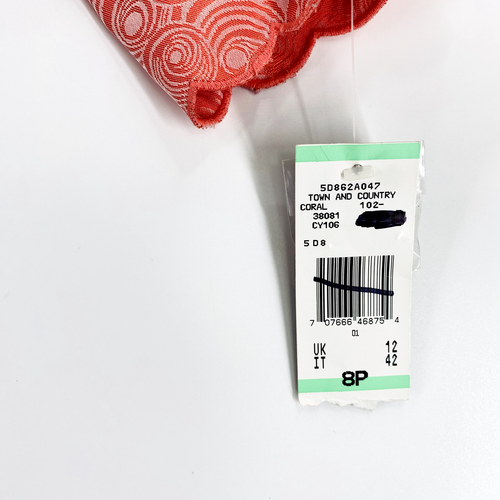 5D862A047
TOWN AND COUNTRY
CORAL 102-
38081
CY106
5D8
7 07666 46875 4
01
UK 12
IT 42
8P